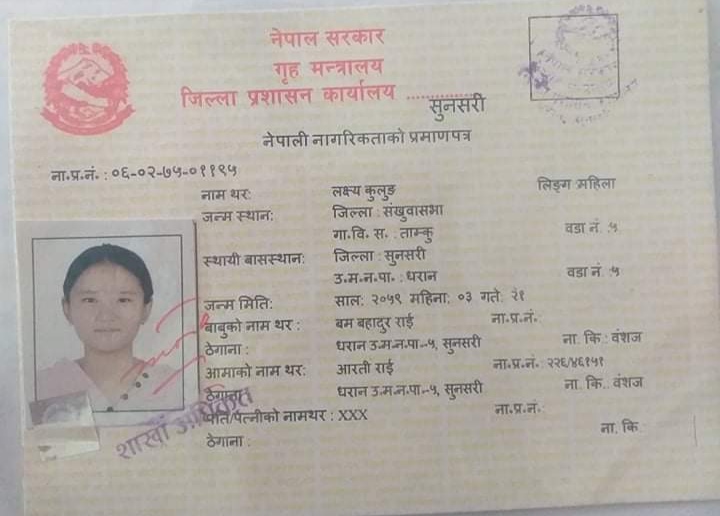 नेपाल सरकार
गृह मन्त्रालय
जिल्ला प्रशासन कार्यालय ............... सुनसरी
नेपाली नागरिकताको प्रमाणपत्र
ना.प्र.नं. : ०६-०२-७५-०११९५
नाम थर: लक्ष्य कुलुङ लिङ्ग :महिला
जन्म स्थान: जिल्ला : संखुवासभा
गा.वि. स. : ताम्कु वडा नं. :५
स्थायी बासस्थान: जिल्ला : सुनसरी
उ.म.न.पा. : धरान वडा नं :५
जन्म मिति: साल: २०५९ महिना: ०३ गते: २१
बाबुको नाम थर : बम बहादुर राई ना.प्र.नं.:
ठेगाना : धरान उ.म.न.पा.-५, सुनसरी ना. कि.: वंशज
आमाको नाम थर: आरती राई ना.प्र.नं. २२६/४६१५१
ठेगाना: धरान उ.म.न.पा.-५, सुनसरी ना. कि.: वंशज
पति/पत्नीको नामथर : XXX ना.प्र.नं.:
ठेगाना : ना. कि.
शाखा अधिकृत